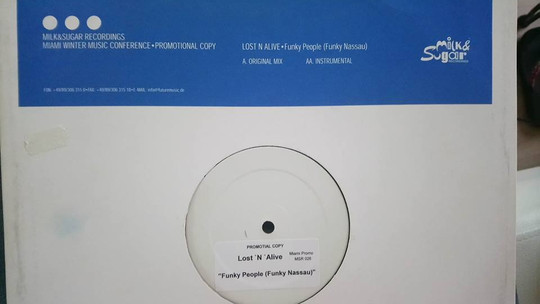 MILK&SUGAR RECORDINGS
MIAMI WINTER MUSIC CONFERENCE•PROMOTIONAL COPY
LOST N ALIVE•Funky People (Funky Nassau)
A. ORIGINAL MIX AA. INSTRUMENTAL
Milk& Sugar
RECORDINGS
PROMOTIAL COPY
Lost ´N ´Alive
Miami Promo
"Funky People (Funky Nassau)"